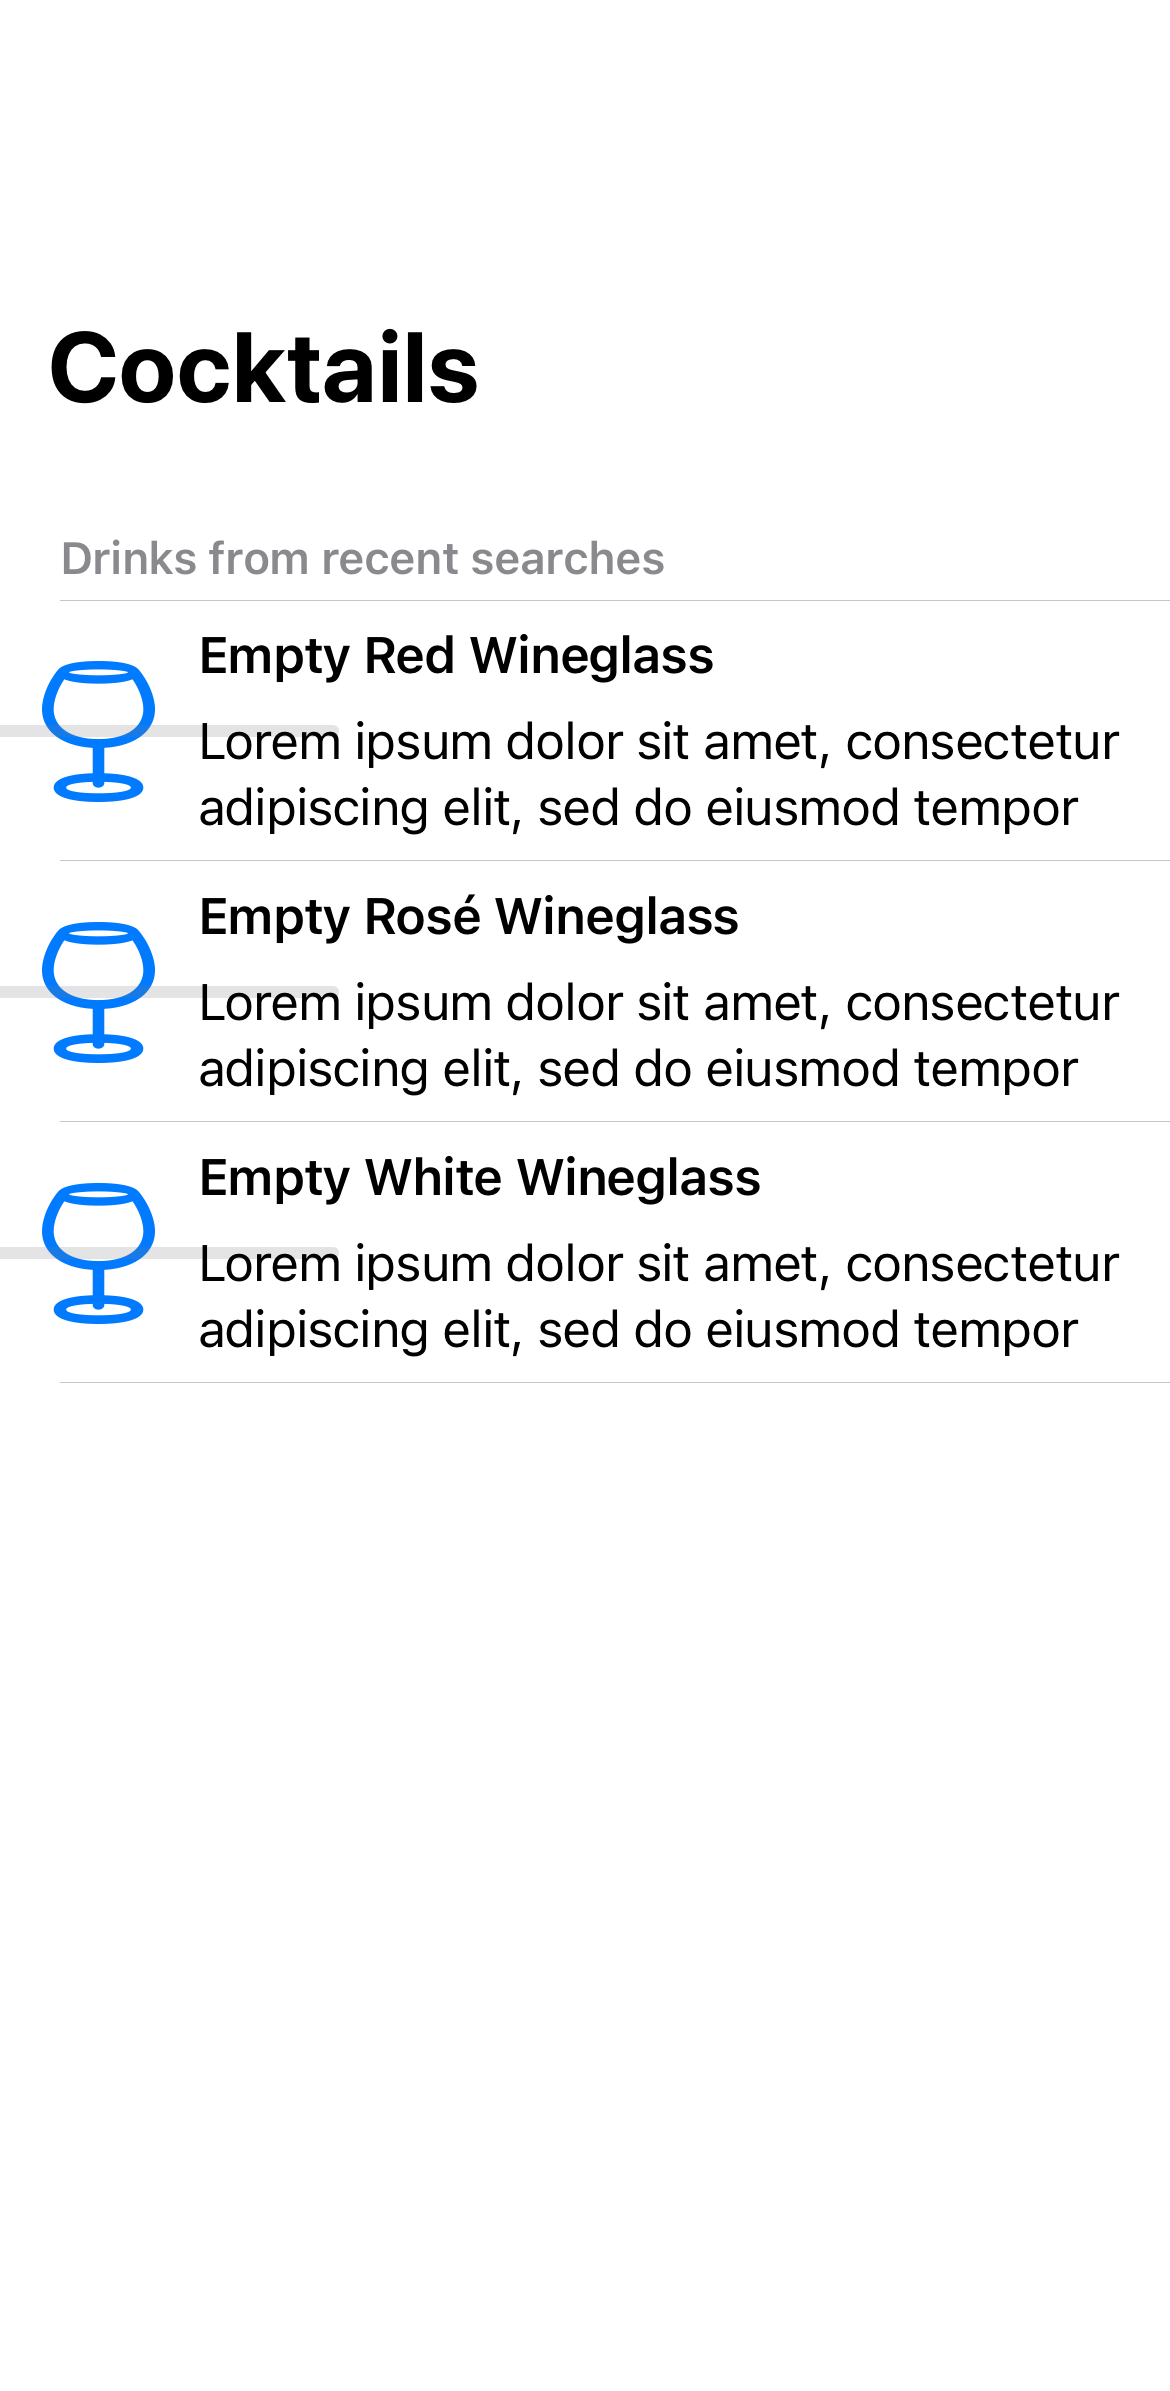 Cocktails
Drinks from recent searches
Empty Red Wineglass
Lorem ipsum dolor sit amet, consectetur
adipiscing elit, sed do eiusmod tempor
Empty Rosé Wineglass
Lorem ipsum dolor sit amet, consectetur
adipiscing elit, sed do eiusmod tempor
Empty White Wineglass
Lorem ipsum dolor sit amet, consectetur
adipiscing elit, sed do eiusmod tempor